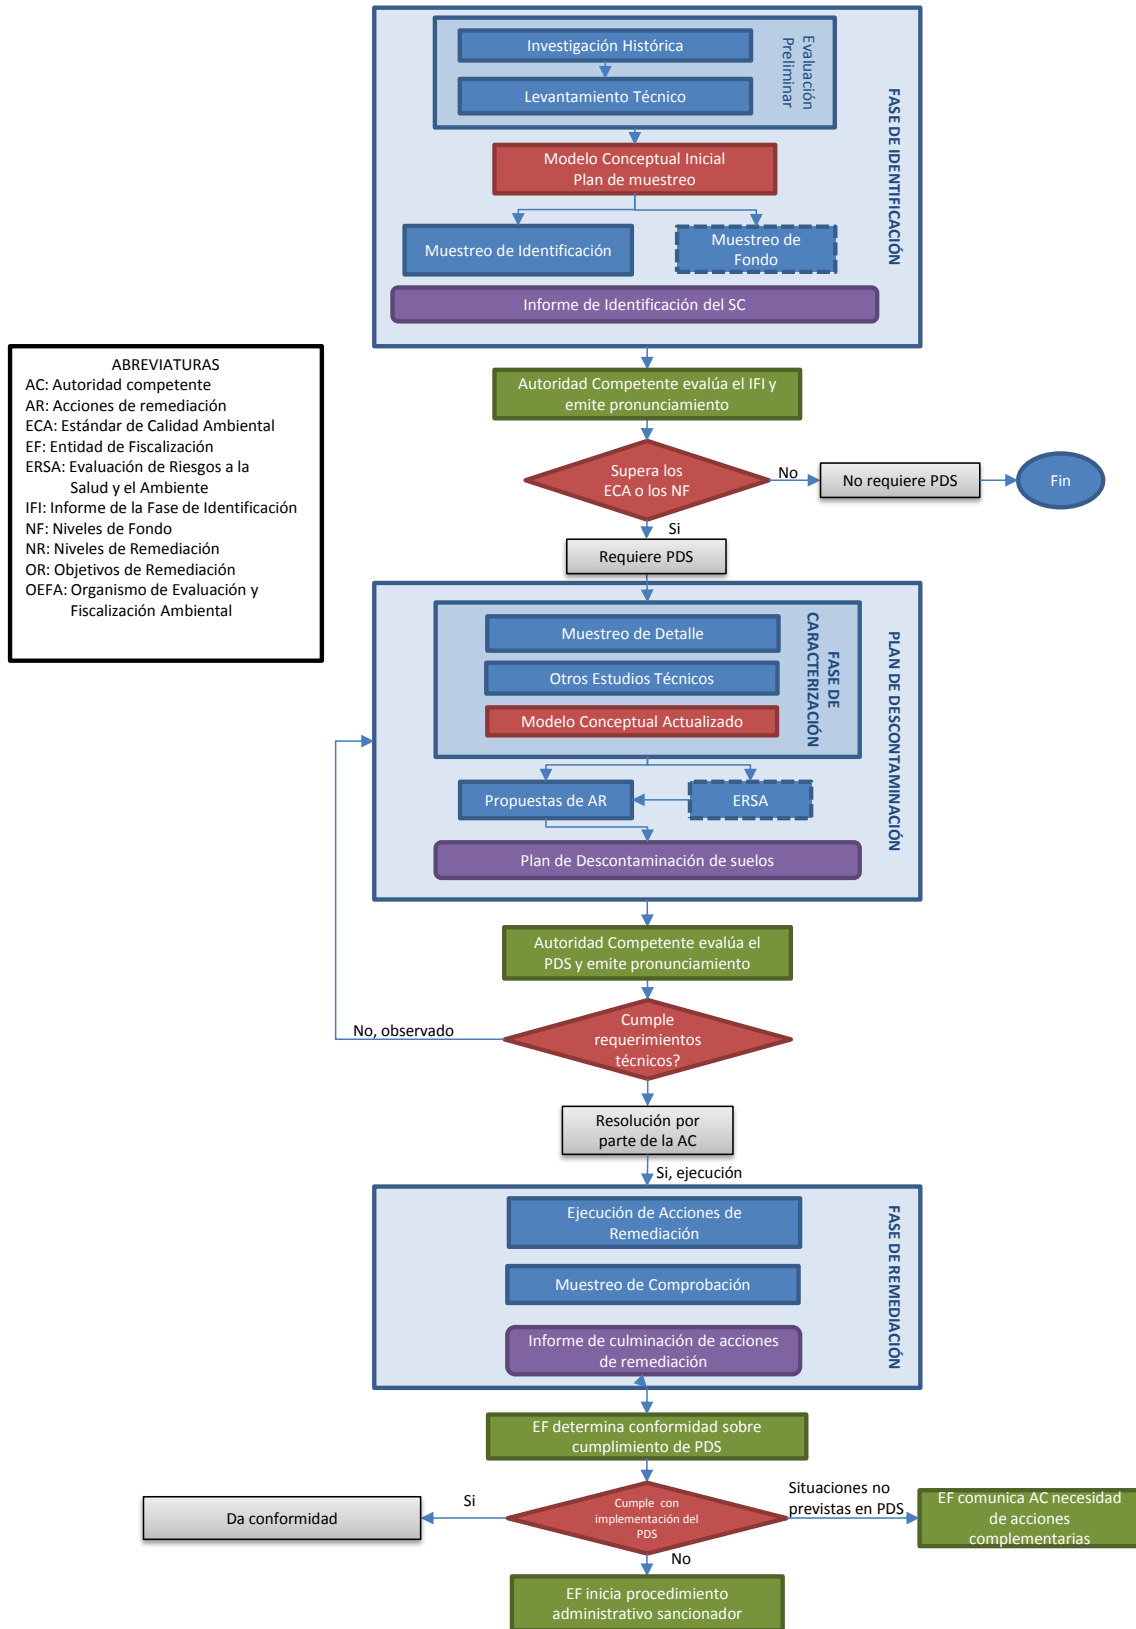 Investigación Histórica
Levantamiento Técnico
Evaluación
Preliminar
FASE DE IDENTIFICACIÓN
Modelo Conceptual Inicial
Plan de muestreo
Muestreo de Identificación
Muestreo de
Fondo
Informe de Identificación del SC
ABREVIATURAS
AC: Autoridad competente
AR: Acciones de remediación
ECA: Estándar de Calidad Ambiental
EF: Entidad de Fiscalización
ERSA: Evaluación de Riesgos a la
Salud y el Ambiente
IFI: Informe de la Fase de Identificación
NF: Niveles de Fondo
NR: Niveles de Remediación
OR: Objetivos de Remediación
OEFA: Organismo de Evaluación y
Fiscalización Ambiental
Autoridad Competente evalúa el IFI y
emite pronunciamiento
Supera los
ECA o los NF
No
No requiere PDS
Fin
Si
Requiere PDS
Muestreo de Detalle
Otros Estudios Técnicos
Modelo Conceptual Actualizado
FASE DE
CARACTERIZACIÓN
PLAN DE DESCONTAMINACIÓN
Propuestas de AR
ERSA
Plan de Descontaminación de suelos
Autoridad Competente evalúa el
PDS y emite pronunciamiento
No, observado
Cumple
requerimientos
técnicos?
Resolución por
parte de la AC
Si, ejecución
Ejecución de Acciones de
Remediación
Muestreo de Comprobación
Informe de culminación de acciones
de remediación
FASE DE REMEDIACIÓN
EF determina conformidad sobre
cumplimiento de PDS
Cumple con
implementación del
PDS
Si
Da conformidad
Situaciones no
previstas en PDS
EF comunica AC necesidad
de acciones
complementarias
No
EF inicia procedimiento
administrativo sancionador